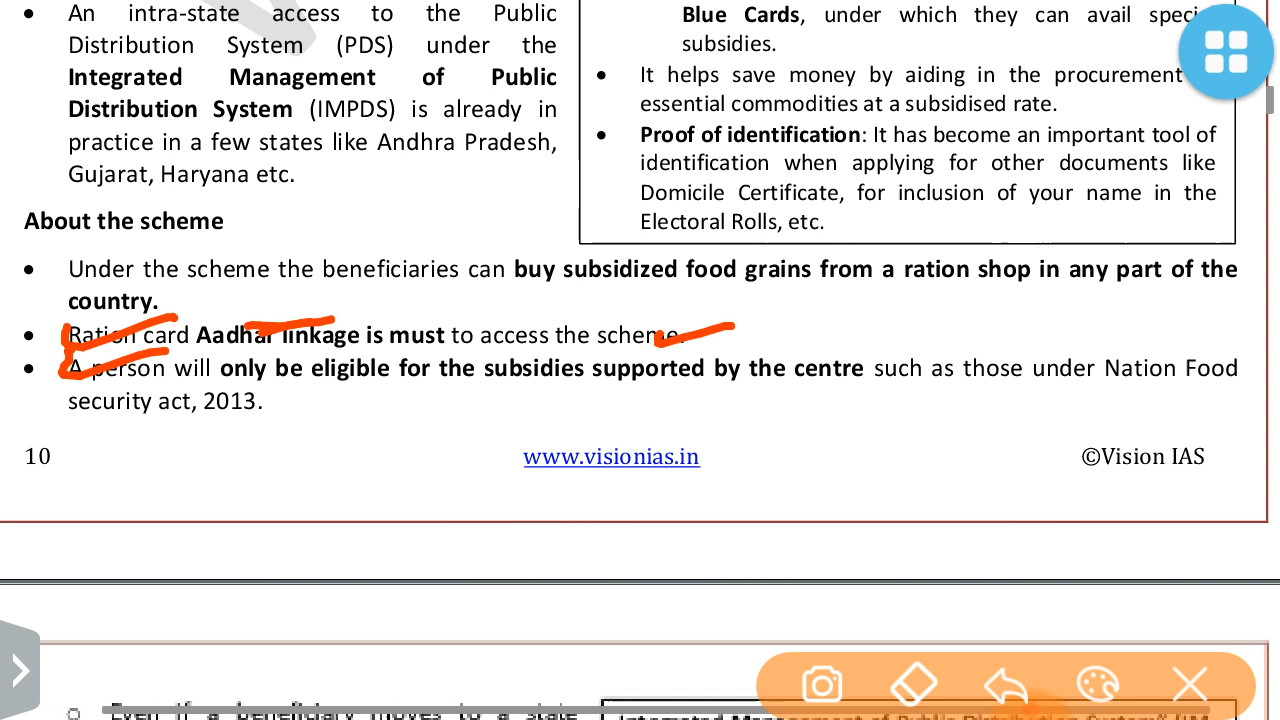 An intra-state access to the Public
Distribution System (PDS) under the
Integrated Management of Public
Distribution System (IMPDS) is already in
practice in a few states like Andhra Pradesh,
Gujarat, Haryana etc.
Blue Cards, under which they can avail
subsidies.
It helps save money by aiding in the procurement
essential commodities at a subsidised rate.
Proof of identification: It has become an important tool of
identification when applying for other documents like
Domicile Certificate, for inclusion of your name in the
Electoral Rolls, etc.
About the scheme
Under the scheme the beneficiaries can buy subsidized food grains from a ration shop in any part of the
country.
Ration card Aadhar linkage is must to access the scheme.
A person will only be eligible for the subsidies supported by the centre such as those under Nation Food
security act, 2013.
10 www.visionias.in ©Vision IAS
Even if a beneficiary moves to a state